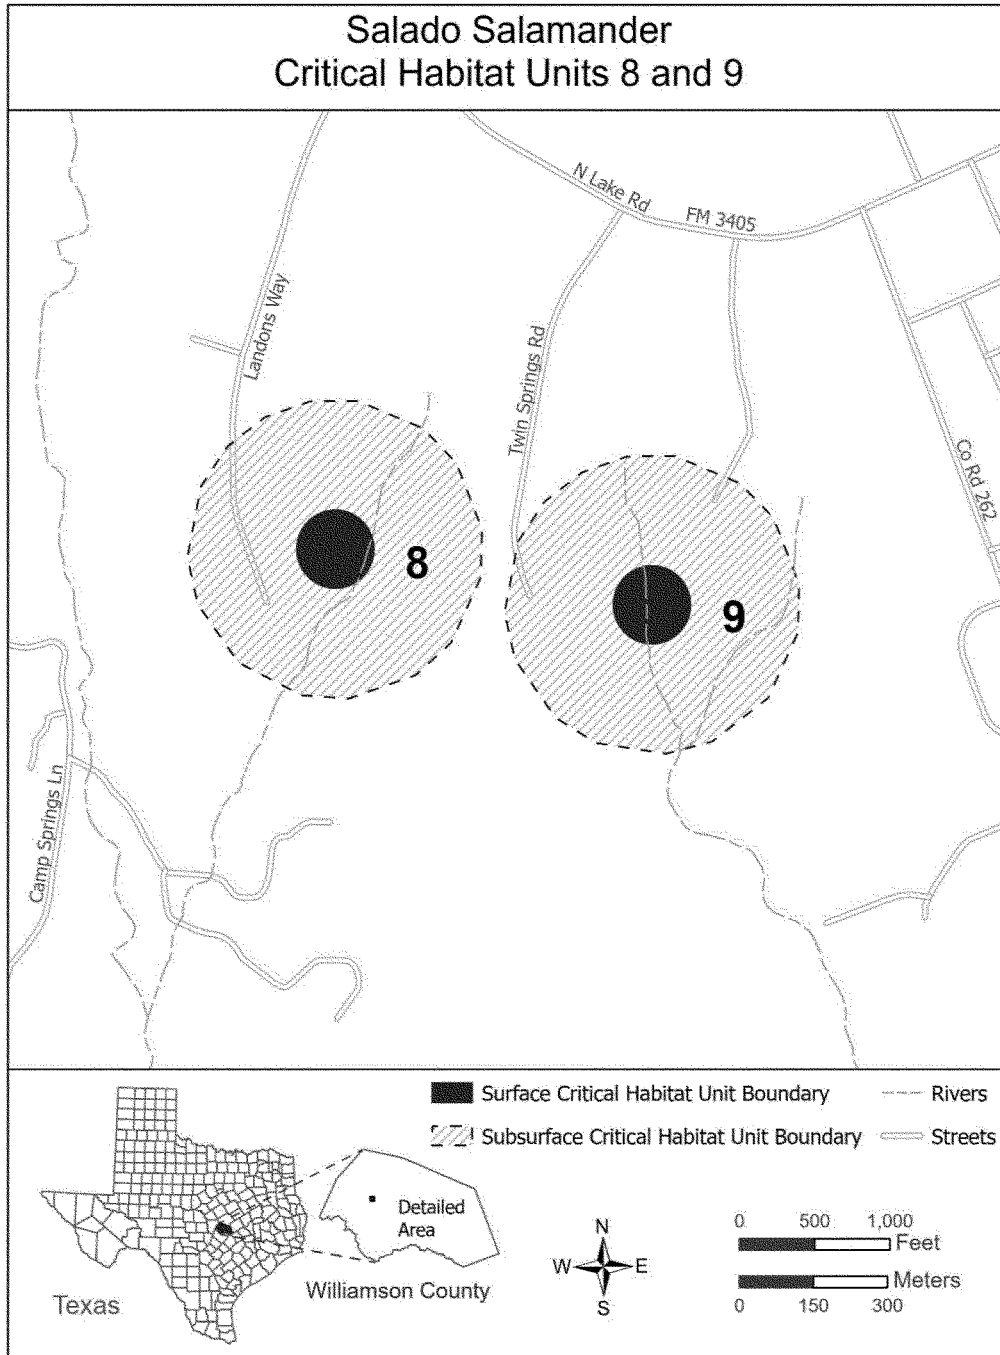 Salado Salamander
Critical Habitat Units 8 and 9
N Lake Rd
FM 3405
Landons Way
Twin Springs Rd
Co Rd 262
8
9
Camp Springs Ln
Surface Critical Habitat Unit Boundary
Rivers
Subsurface Critical Habitat Unit Boundary
Streets
Detailed
Area
Williamson County
Texas
N
W
E
S
0 500 1,000
Feet
Meters
0 150 300